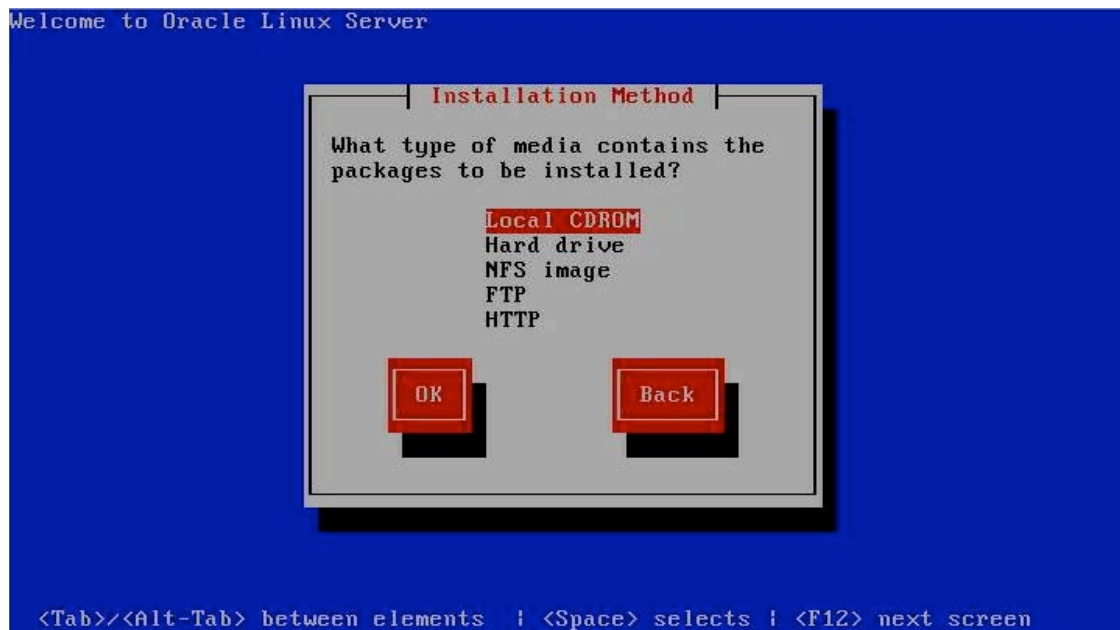 Welcome to Oracle Linux Server
Installation Method
What type of media contains the
packages to be installed?
Local CDROM
Hard drive
NFS image
FTP
HTTP
OK
Back
<Tab>/<Alt-Tab> between elements | <Space> selects | <F12> next screen